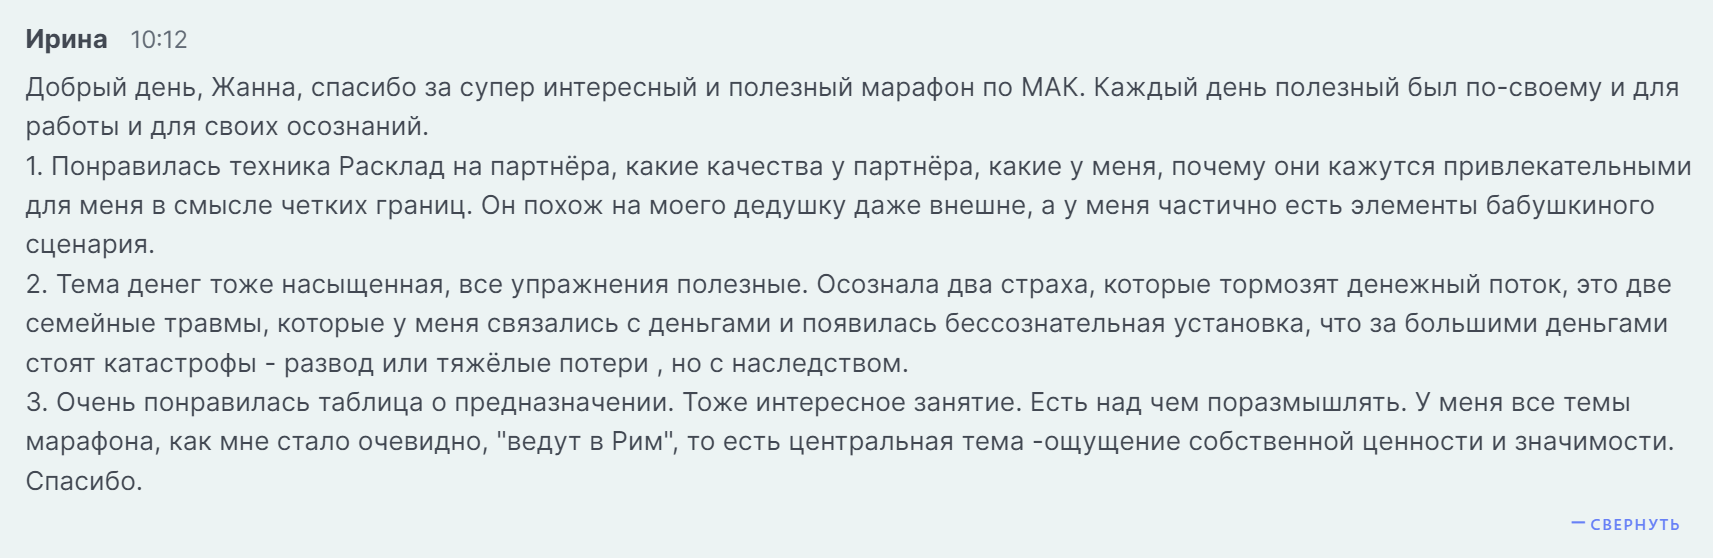 Ирина 10:12
Добрый день, Жанна, спасибо за супер интересный и полезный марафон по МАК. Каждый день полезный был по-своему и для
работы и для своих осознаний.
1. Понравилась техника Расклад на партнёра, какие качества у партнёра, какие у меня, почему они кажутся привлекательными
для меня в смысле четких границ. Он похож на моего дедушку даже внешне, а у меня частично есть элементы бабушкиного
сценария.
2. Тема денег тоже насыщенная, все упражнения полезные. Осознала два страха, которые тормозят денежный поток, это две
семейные травмы, которые у меня связались с деньгами и появилась бессознательная установка, что за большими деньгами
стоят катастрофы - развод или тяжёлые потери , но с наследством.
3. Очень понравилась таблица о предназначении. Тоже интересное занятие. Есть над чем поразмышлять. У меня все темы
марафона, как мне стало очевидно, "ведут в Рим", то есть центральная тема -ощущение собственной ценности и значимости.
Спасибо.
— СВЕРНУТЬ